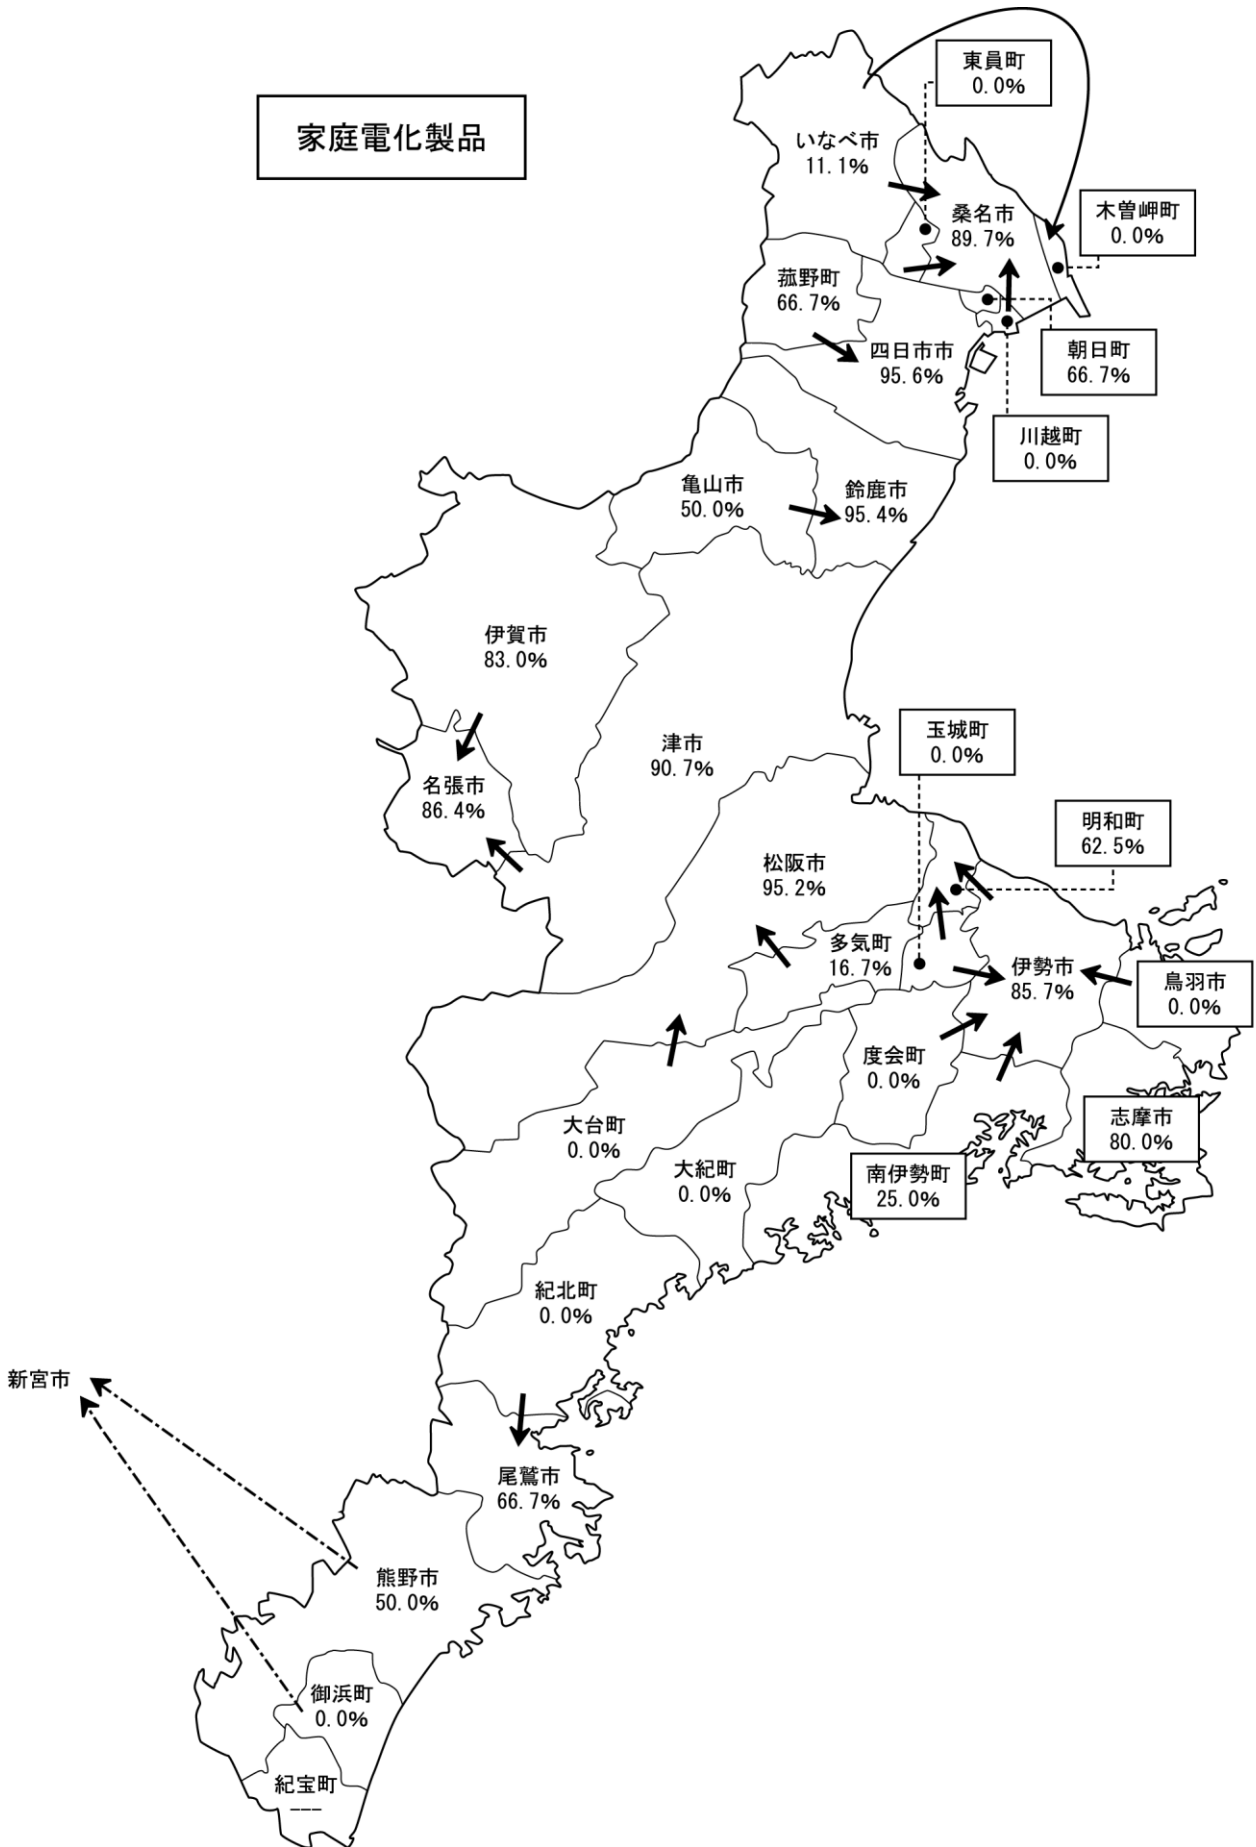 家庭電化製品
東員町
0.0%
いなべ市
11.1%
桑名市
89.7%
木曽岬町
0.0%
菰野町
66.7%
四日市市
95.6%
朝日町
66.7%
川越町
0.0%
亀山市
50.0%
鈴鹿市
95.4%
伊賀市
83.0%
津市
90.7%
玉城町
0.0%
名張市
86.4%
明和町
62.5%
松阪市
95.2%
多気町
16.7%
伊勢市
85.7%
鳥羽市
0.0%
度会町
0.0%
大台町
0.0%
志摩市
80.0%
大紀町
0.0%
南伊勢町
25.0%
紀北町
0.0%
新宮市
尾鷲市
66.7%
熊野市
50.0%
御浜町
0.0%
紀宝町
---